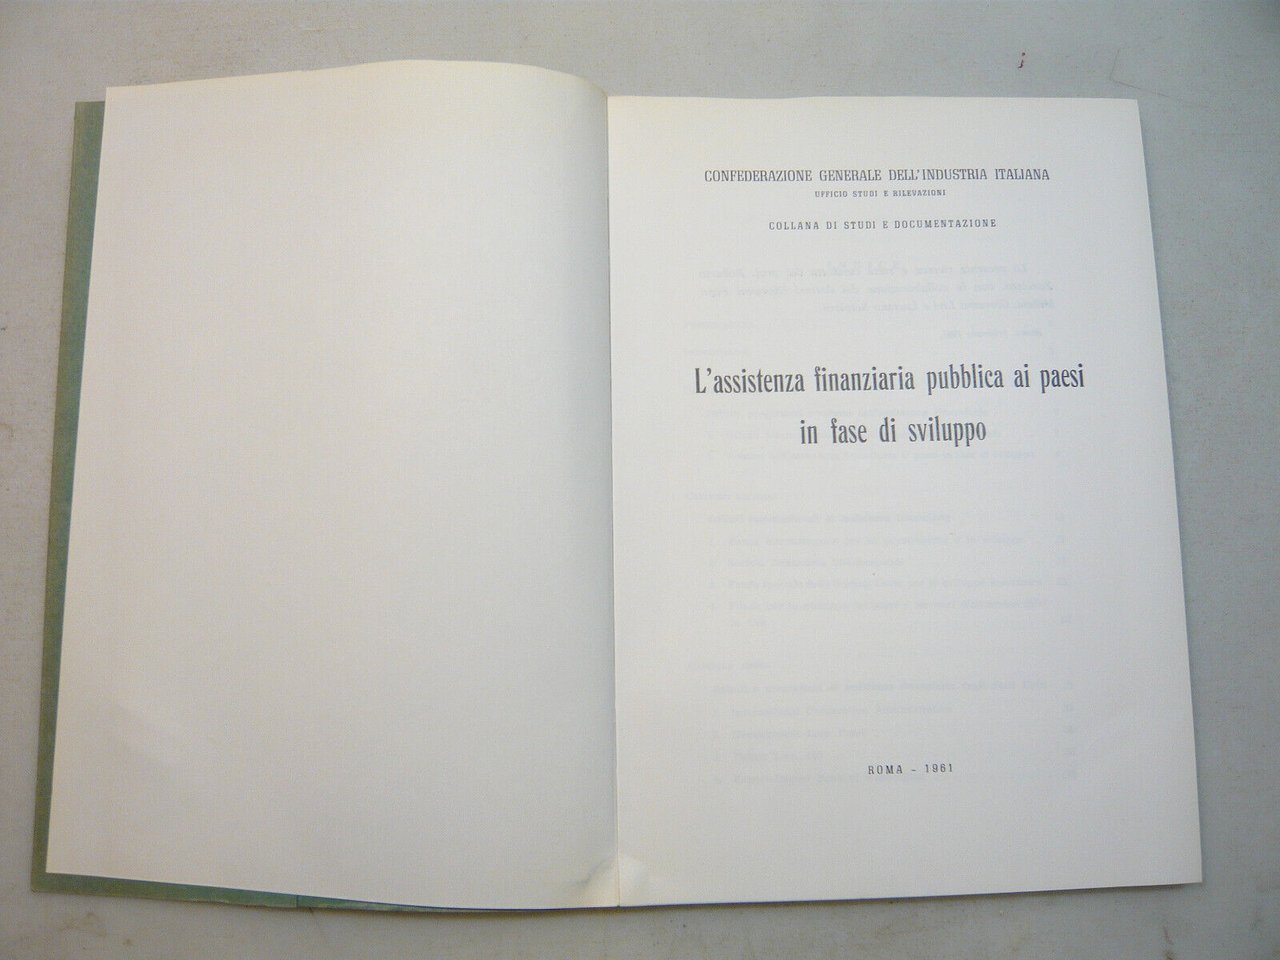 CONFEDERAZIONE GENERALE DELL'INDUSTRIA ITALIANA
UFFICIO STUDI E RILEVAZIONI
COLLANA DI STUDI E DOCUMENTAZIONE
L'assistenza finanziaria pubblica ai paesi
in fase di sviluppo
ROMA - 1961